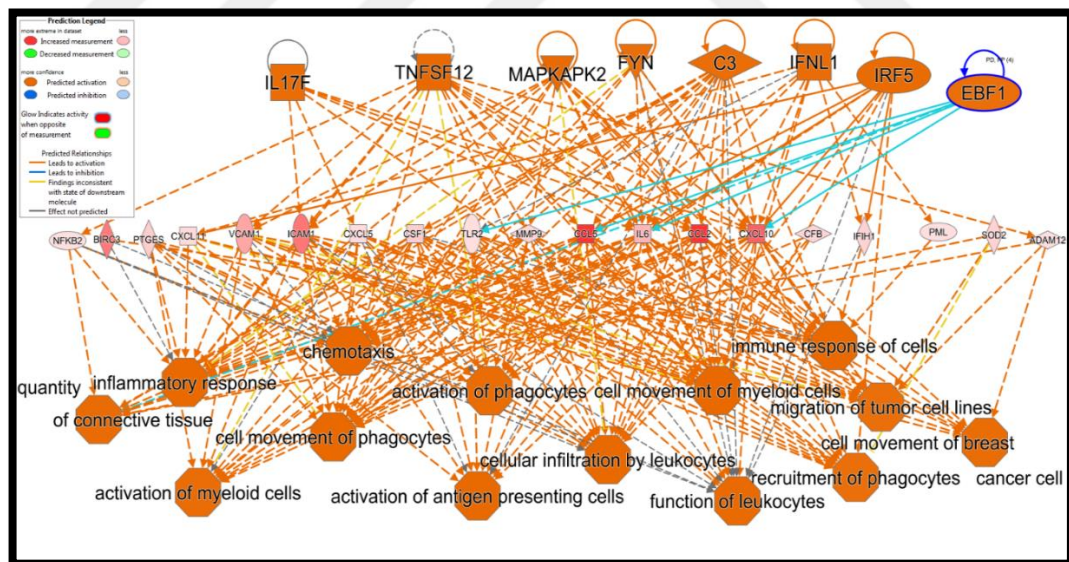 Prediction Legend
more extreme in dataset less
Increased measurement
Decreased measurement
more confidence less
Predicted activation
Predicted inhibition
Glow Indicates activity
when opposite
of measurement
Predicted Relationships
Leads to activation
Leads to inhibition
Findings inconsistent
with state of downstream
molecule
Effect not predicted
IL17F
TNFSF12
MAPKAPK2
FYN
C3
IFNL1
IRF5
EBF1
NFKB2
BIRC3
PTGES
CXCL11
VCAM1
ICAM1
CXCL5
CSF1
TLR2
MMP9
CCL5
IL6
CCL2
CXCL10
CFB
IFIH1
PML
SOD2
ADAM12
chemotaxis
immune response of cells
quantity
of connective tissue
inflammatory response
activation of phagocytes
cell movement of myeloid cells
migration of tumor cell lines
cell movement of phagocytes
cellular infiltration by leukocytes
cell movement of breast
cancer cell
activation of myeloid cells
activation of antigen presenting cells
function of leukocytes
recruitment of phagocytes